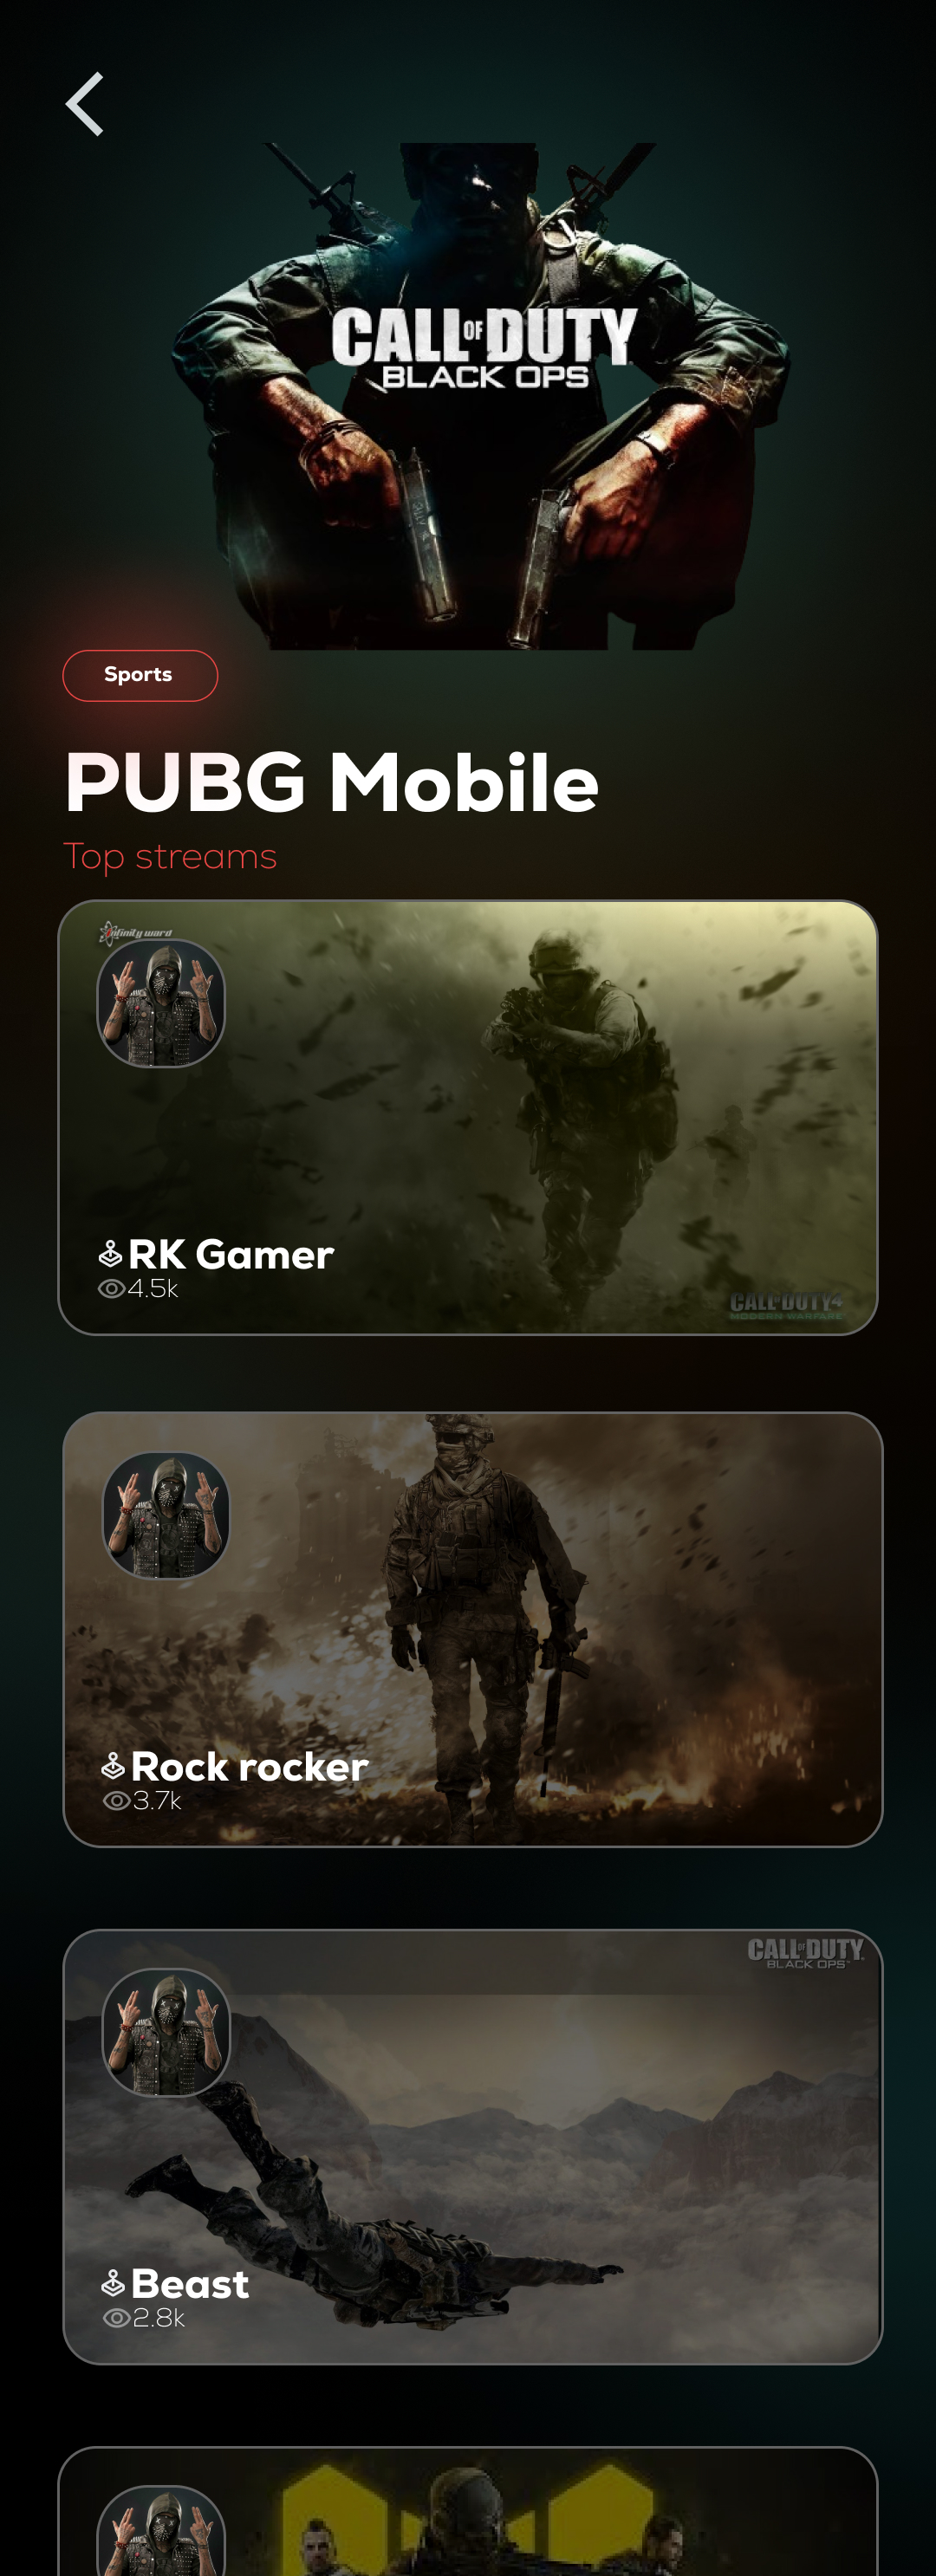 CALL OF DUTY
BLACK OPS
Sports
PUBG Mobile
Top streams
infinity ward
RK Gamer
4.5k
CALL OF DUTY 4
MODERN WARFARE
Rock rocker
3.7k
CALL OF DUTY
BLACK OPS
Beast
2.8k